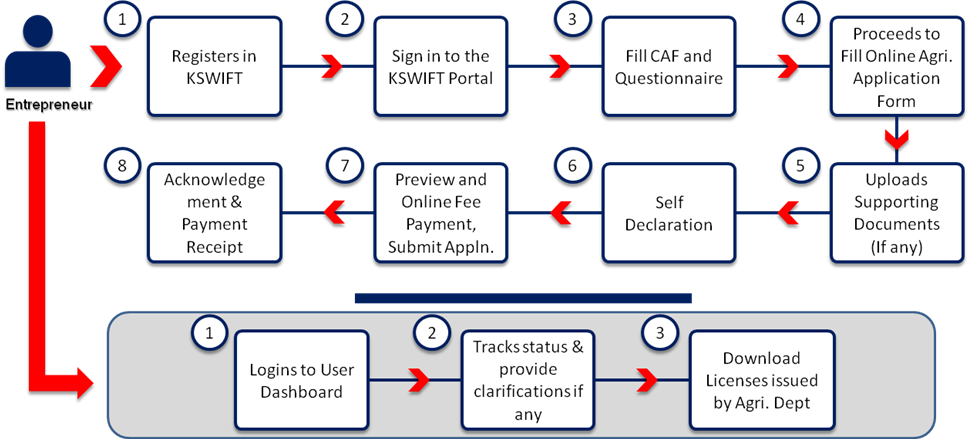 Entrepreneur
1
Registers in
KSWIFT
2
Sign in to the
KSWIFT Portal
3
Fill CAF and
Questionnaire
4
Proceeds to
Fill Online Agri.
Application
Form
5
Uploads
Supporting
Documents
(If any)
6
Self
Declaration
7
Preview and
Online Fee
Payment,
Submit Appln.
8
Acknowledge
ment &
Payment
Receipt
1
Logins to User
Dashboard
2
Tracks status &
provide
clarifications if
any
3
Download
Licenses issued
by Agri. Dept